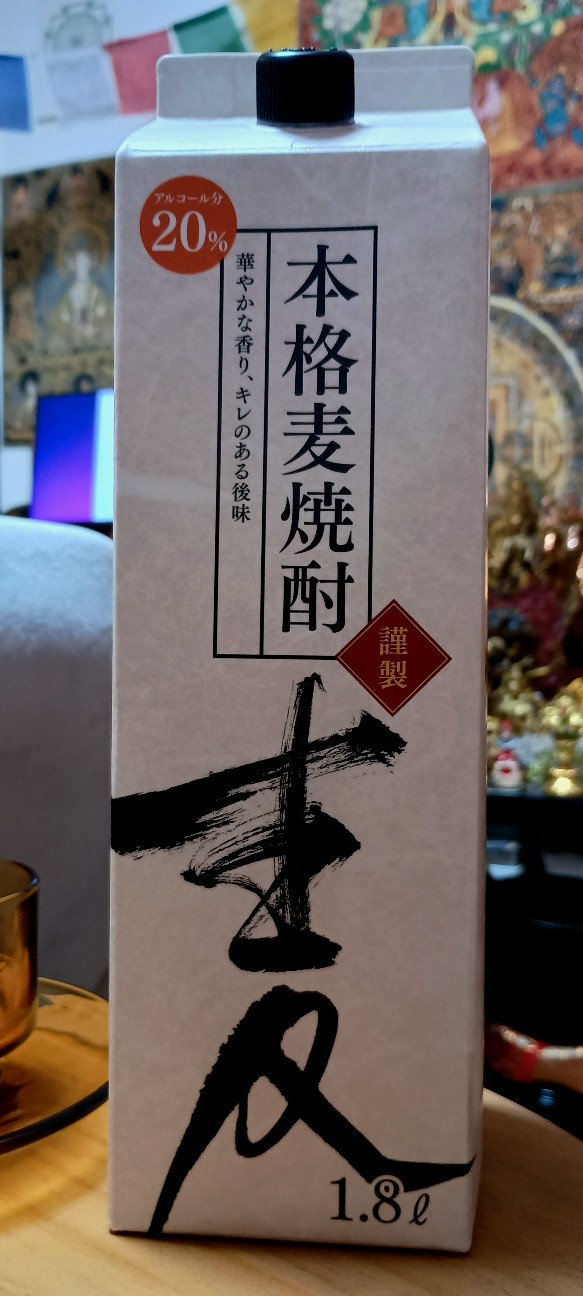 アルコール分
20%
本格麦焼酎
華やかな香り、キレのある後味
謹製
麦
1.8ℓ